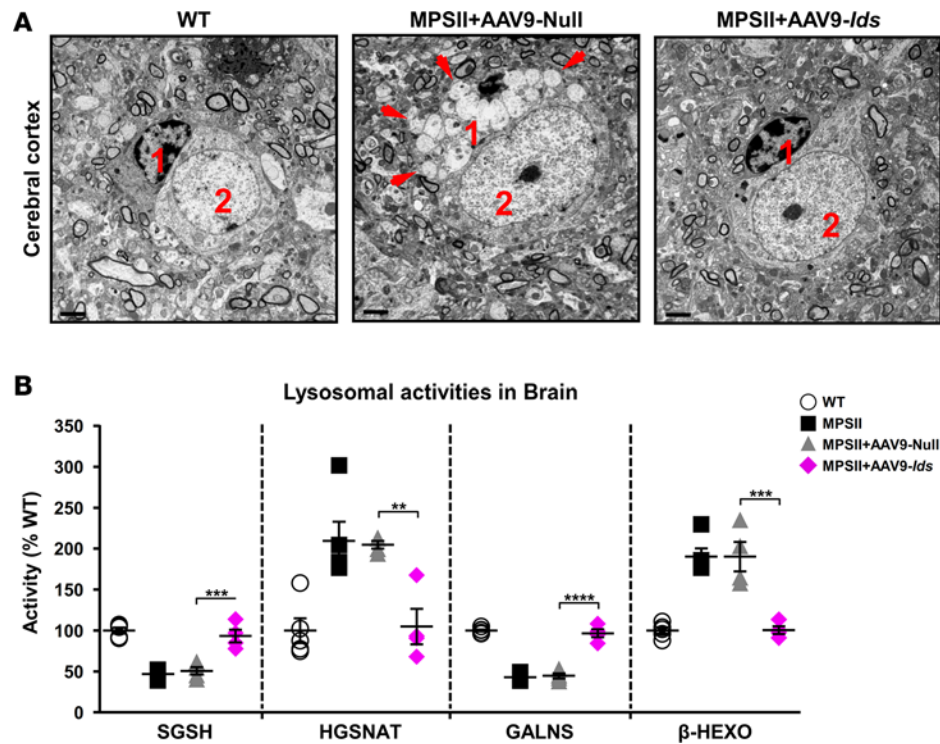 A
WT
MPSII+AAV9-Null
MPSII+AAV9-Ids
Cerebral cortex
1
2
1
2
1
2
B
Lysosomal activities in Brain
WT
MPSII
MPSII+AAV9-Null
MPSII+AAV9-Ids
Activity (% WT)
350
300
250
200
150
100
50
0
***
**
****
***
SGSH
HGSNAT
GALNS
β-HEXO